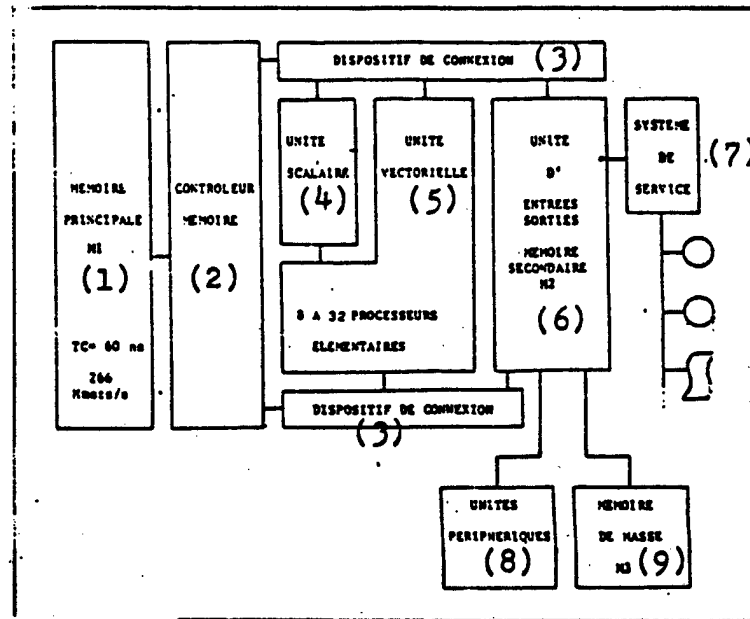 DISPOSITIF DE CONNEXION (3)
MEMOIRE
PRINCIPALE
M1
(1)
TC= 60 ns
266
Kmots/s
CONTROLEUR
MEMOIRE
(2)
UNITE
SCALAIRE
(4)
UNITE
VECTORIELLE
(5)
8 A 32 PROCESSEURS
ELEMENTAIRES
UNITE
D'
ENTREES
SORTIES
MEMOIRE
SECONDAIRE
M2
(6)
SYSTEME
DE
SERVICE
(7)
DISPOSITIF DE CONNEXION
(3)
UNITES
PERIPHERIQUES
(8)
MEMOIRE
DE MASSE
M3 (9)